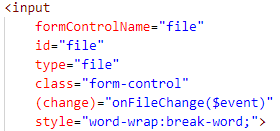 <input
formControlName="file"
id="file"
type="file"
class="form-control"
(change)="onFileChange($event)"
style="word-wrap:break-word;">